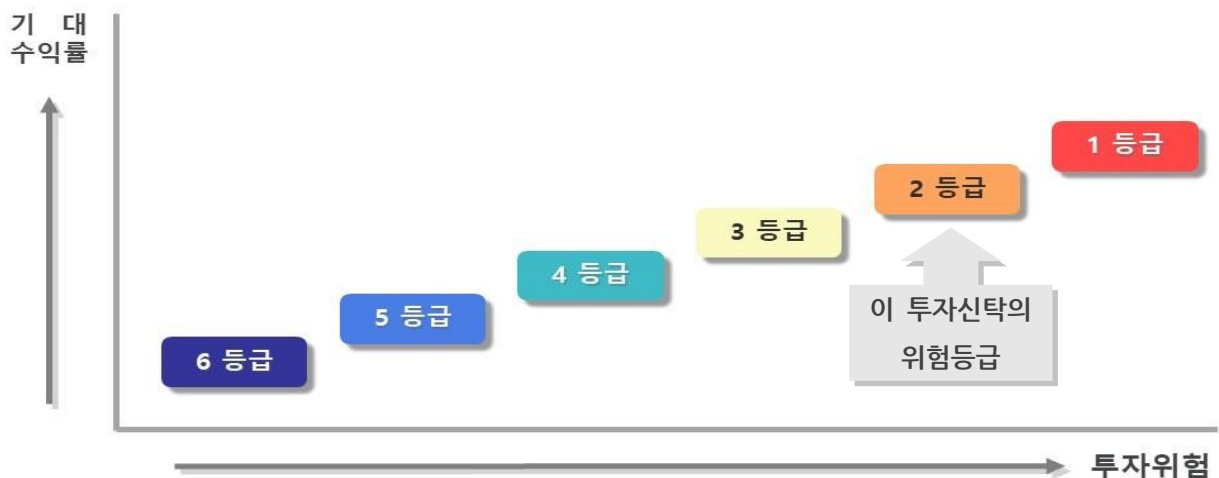 기 대
수익률
1 등급
2 등급
3 등급
4 등급
5 등급
6 등급
이 투자신탁의
위험등급
투자위험